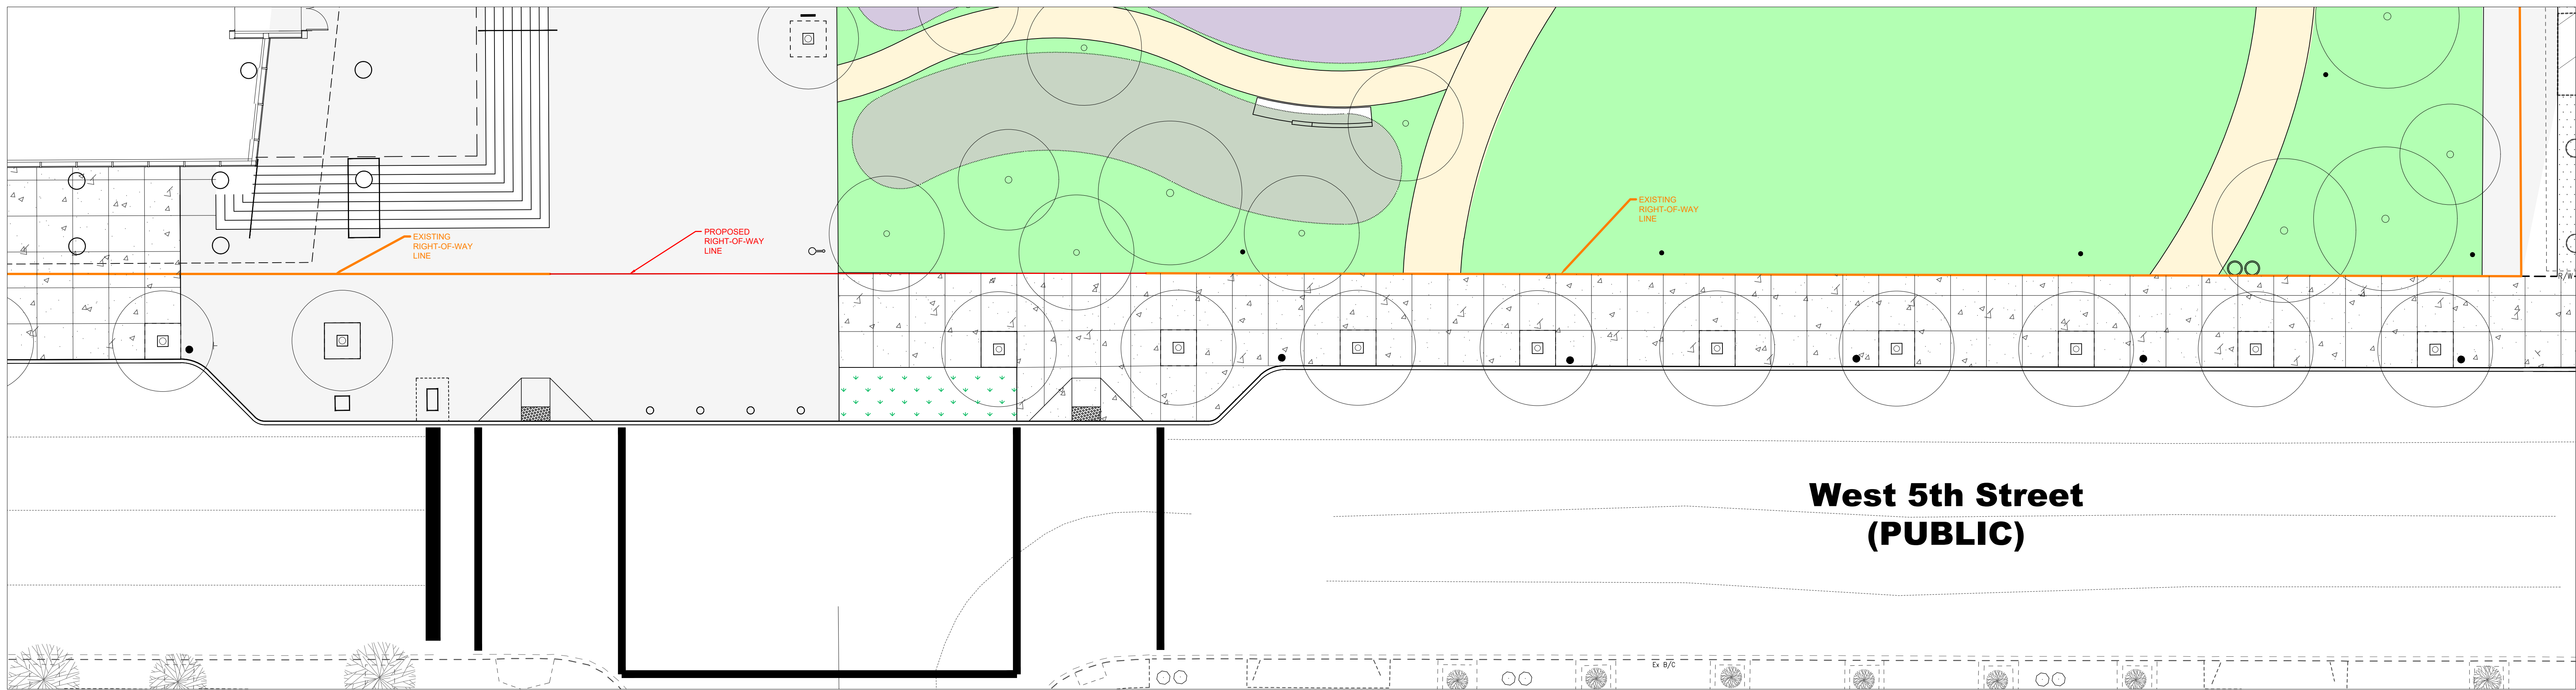 EXISTING
RIGHT-OF-WAY
LINE
PROPOSED
RIGHT-OF-WAY
LINE
EXISTING
RIGHT-OF-WAY
LINE
R/W
West 5th Street
(PUBLIC)
Ex B/C